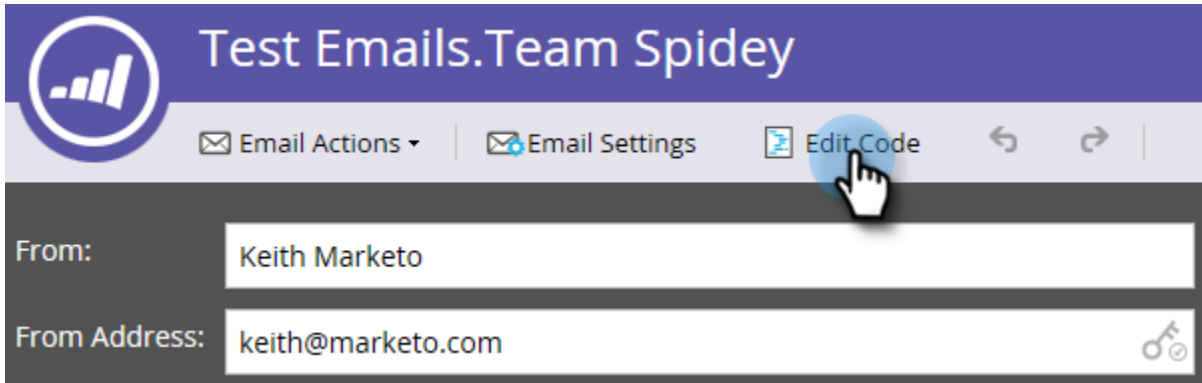 Test Emails.Team Spidey
Email Actions Email Settings Edit Code
From: Keith Marketo
From Address: keith@marketo.com